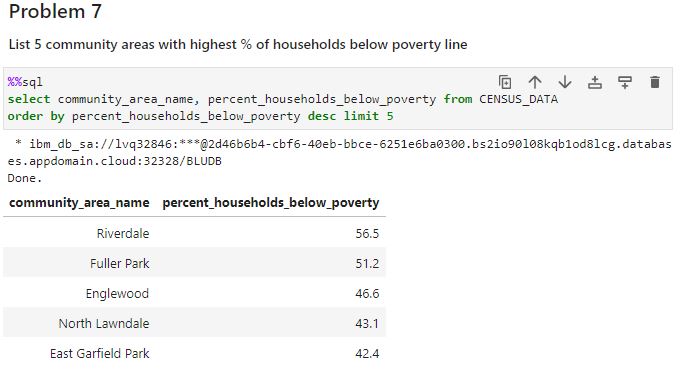 Problem 7
List 5 community areas with highest % of households below poverty line
%%sql
select community_area_name, percent_households_below_poverty from CENSUS_DATA
order by percent_households_below_poverty desc limit 5
* ibm_db_sa://lvq32846:***@2d46b6b4-cbf6-40eb-bbce-6251e6ba0300.bs2io90l08kqb1od8lcg.databas
es.appdomain.cloud:32328/BLUDB
Done.
community_area_name percent_households_below_poverty
Riverdale 56.5
Fuller Park 51.2
Englewood 46.6
North Lawndale 43.1
East Garfield Park 42.4